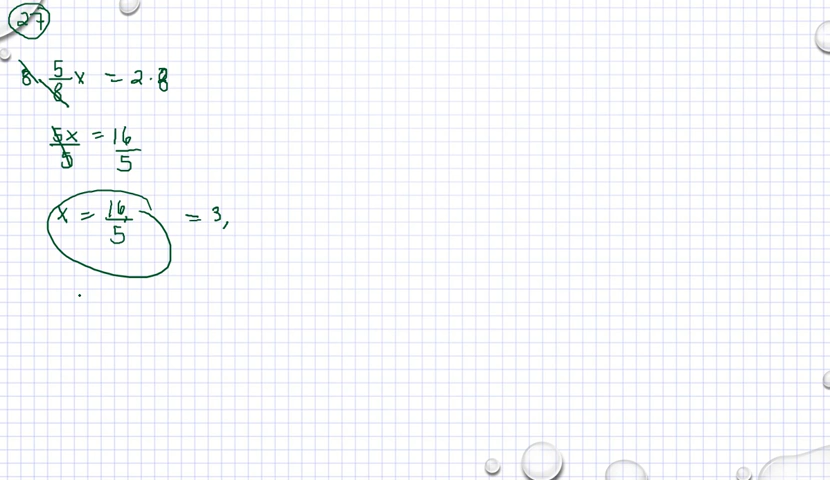 27
8 · 5/8 x = 2 · 8
5x/5 = 16/5
x = 16/5 = 3,